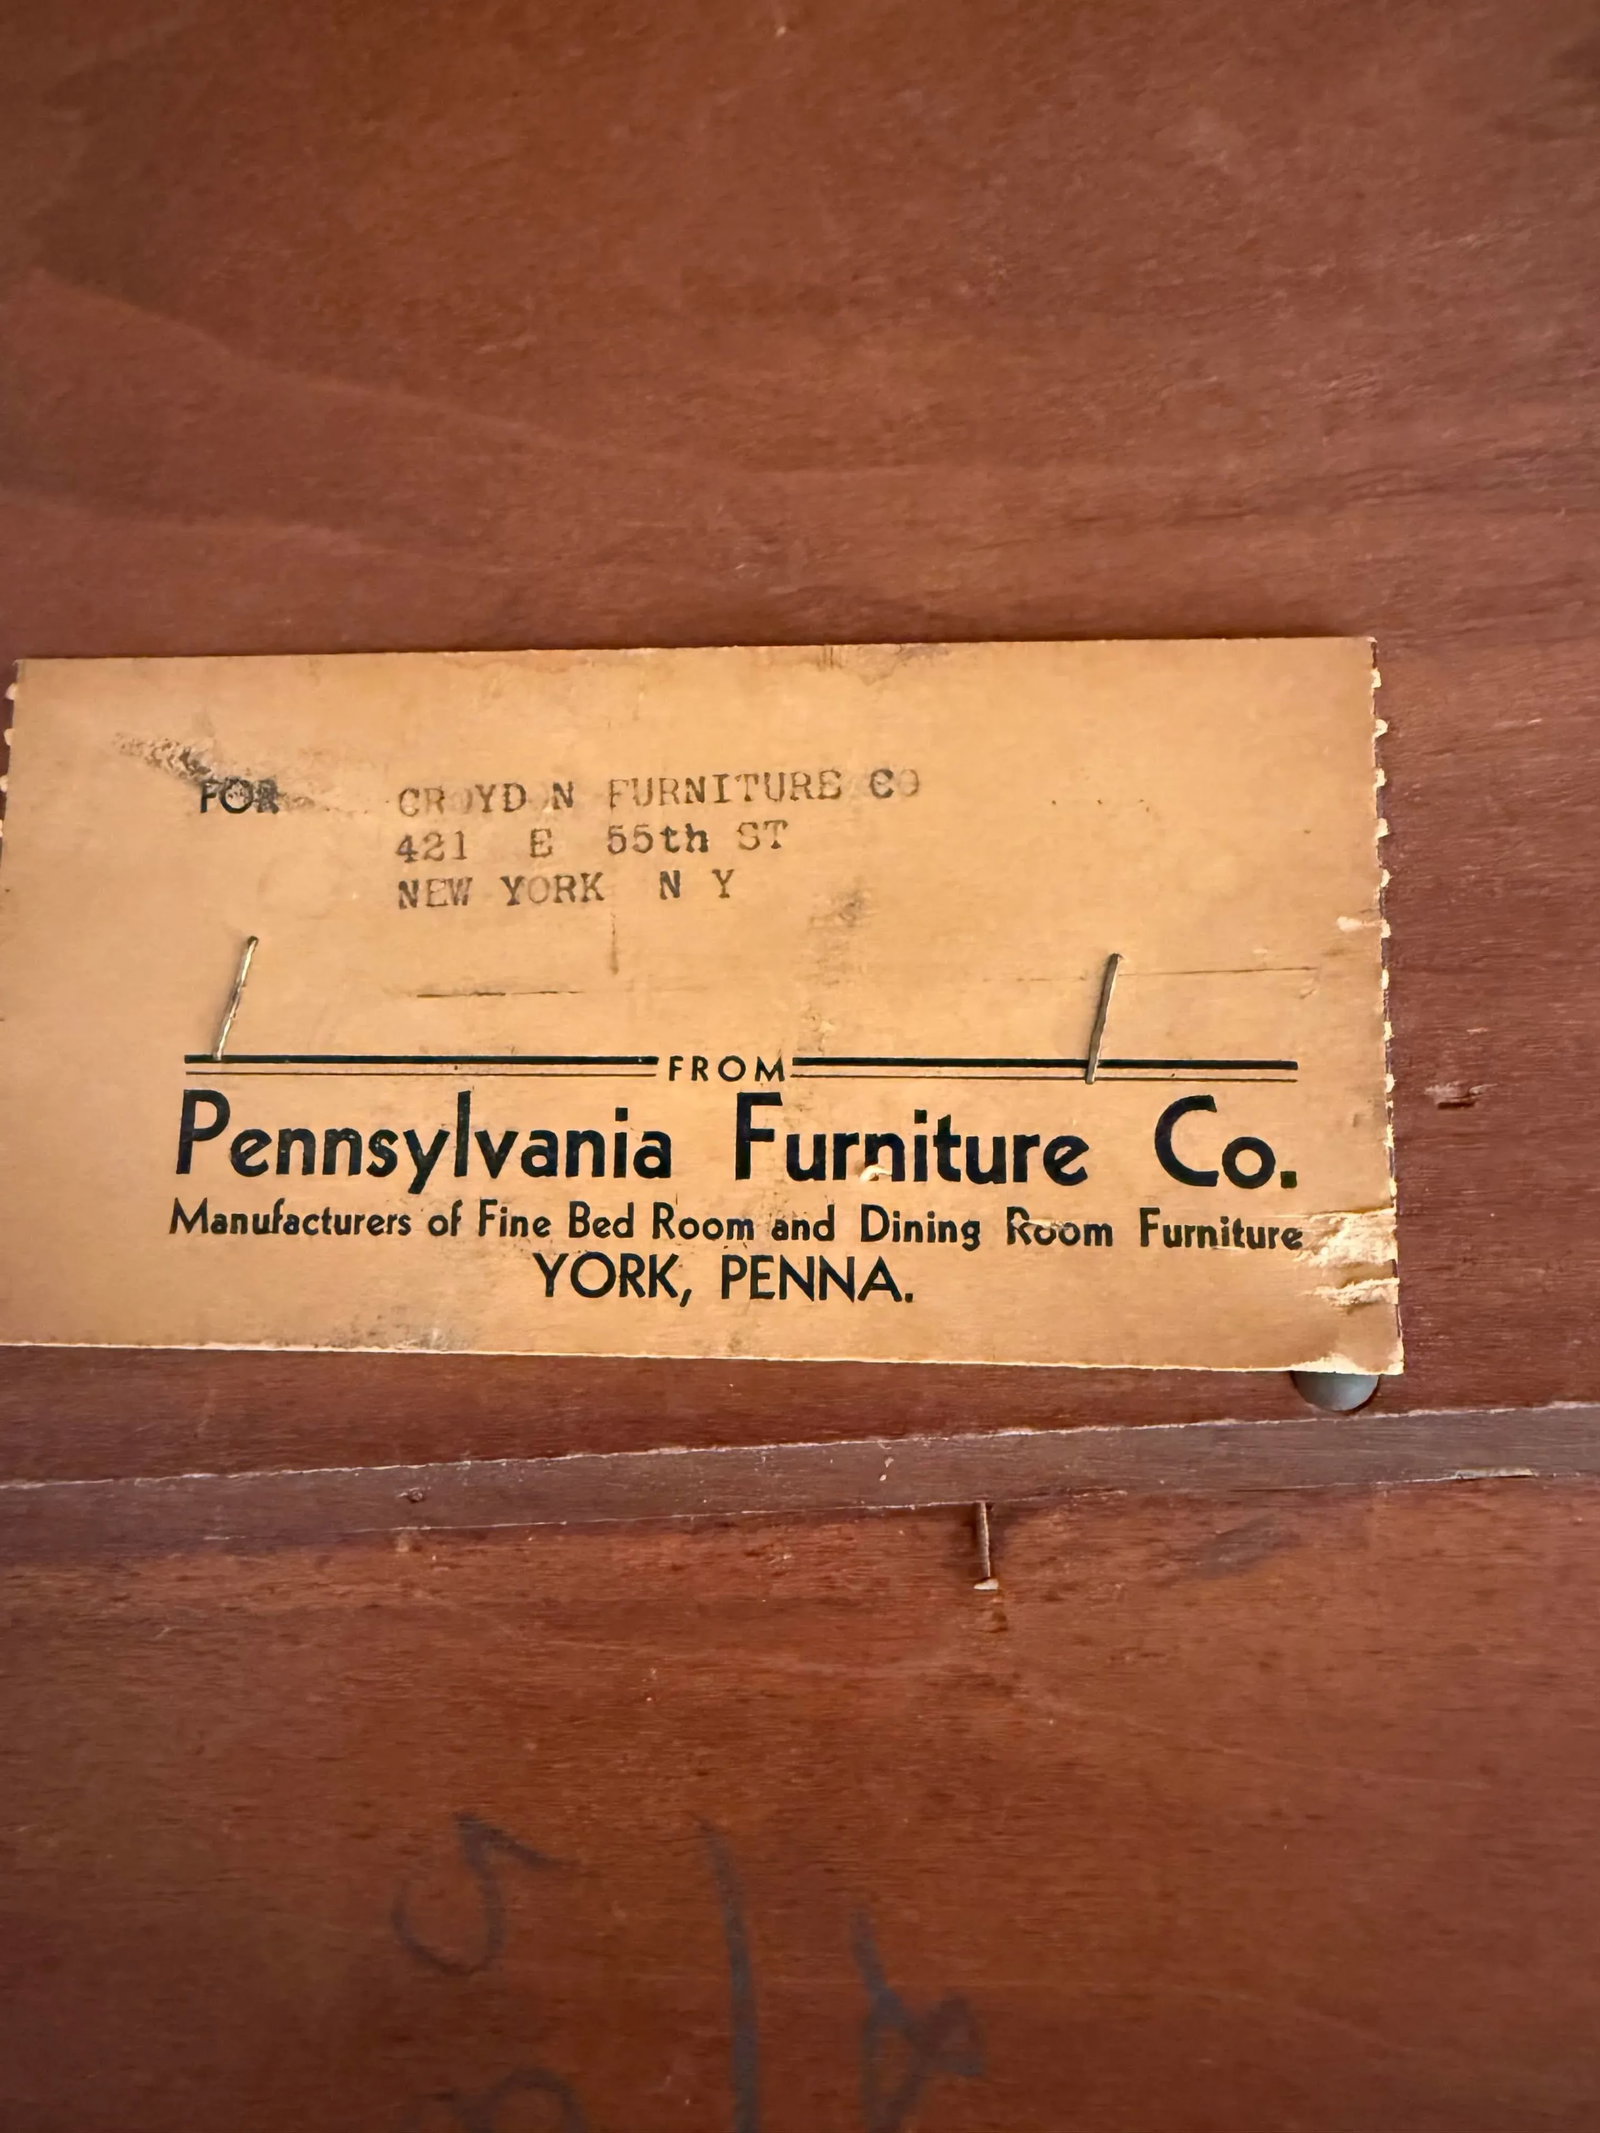 FOR CROYDON FURNITURE CO
421 E 55th ST
NEW YORK N Y
FROM
Pennsylvania Furniture Co.
Manufacturers of Fine Bed Room and Dining Room Furniture
YORK, PENNA.